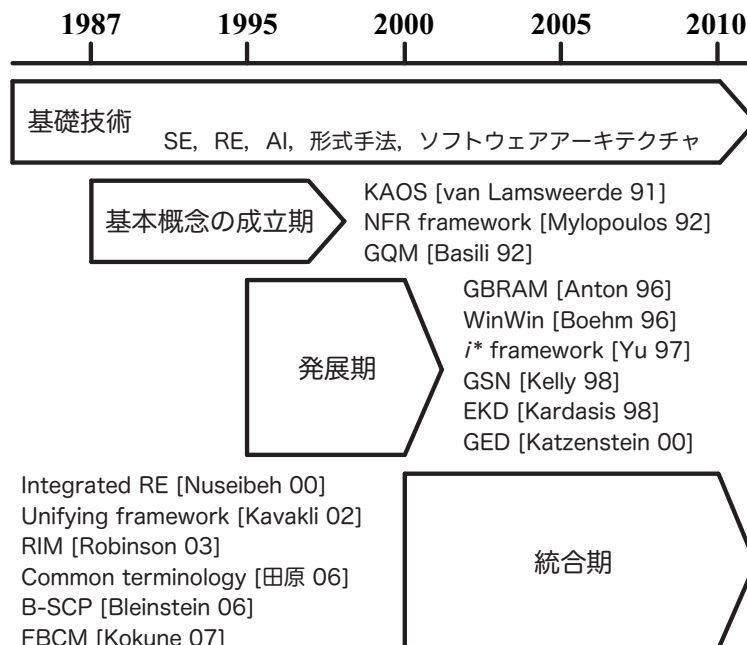 1987 1995 2000 2005 2010
基礎技術
SE, RE, AI, 形式手法, ソフトウェアアーキテクチャ
基本概念の成立期
KAOS [van Lamsweerde 91]
NFR framework [Mylopoulos 92]
GQM [Basili 92]
発展期
GBRAM [Anton 96]
WinWin [Boehm 96]
i* framework [Yu 97]
GSN [Kelly 98]
EKD [Kardasis 98]
GED [Katzenstein 00]
Integrated RE [Nuseibeh 00]
Unifying framework [Kavakli 02]
RIM [Robinson 03]
Common terminology [田原 06]
B-SCP [Bleinstein 06]
FBCM [Kokune 07]
統合期